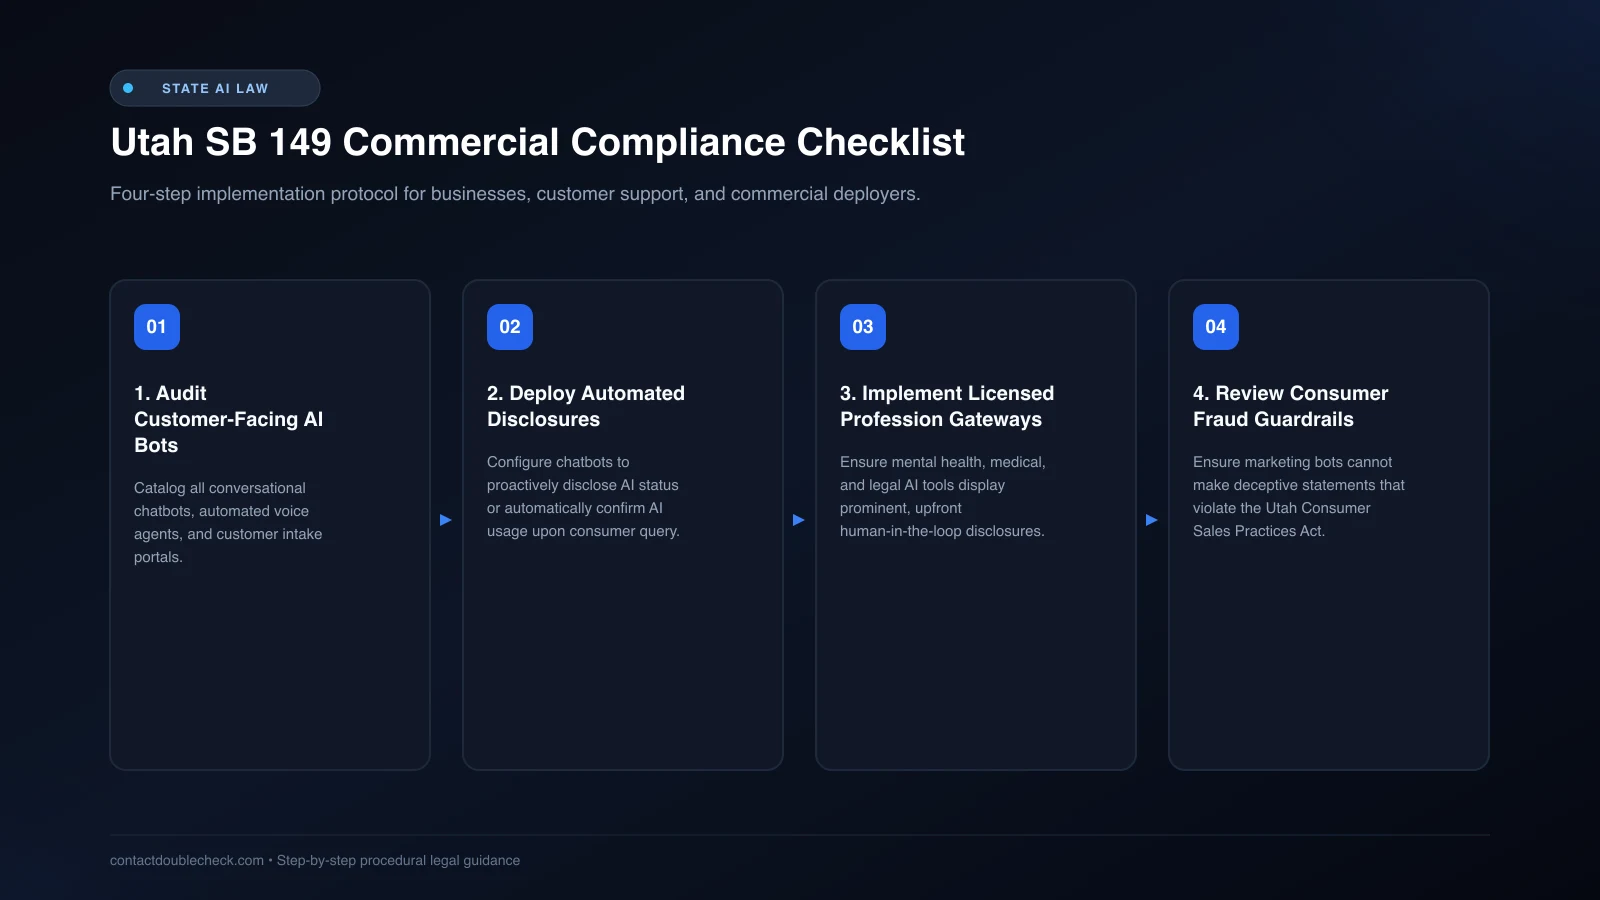 STATE AI LAW
Utah SB 149 Commercial Compliance Checklist
Four-step implementation protocol for businesses, customer support, and commercial deployers.
01
1. Audit
Customer-Facing AI
Bots
Catalog all conversational
chatbots, automated voice
agents, and customer intake
portals.
02
2. Deploy Automated
Disclosures
Configure chatbots to
proactively disclose AI status
or automatically confirm AI
usage upon consumer query.
03
3. Implement Licensed
Profession Gateways
Ensure mental health, medical,
and legal AI tools display
prominent, upfront
human-in-the-loop disclosures.
04
4. Review Consumer
Fraud Guardrails
Ensure marketing bots cannot
make deceptive statements that
violate the Utah Consumer
Sales Practices Act.
contactdoublecheck.com • Step-by-step procedural legal guidance